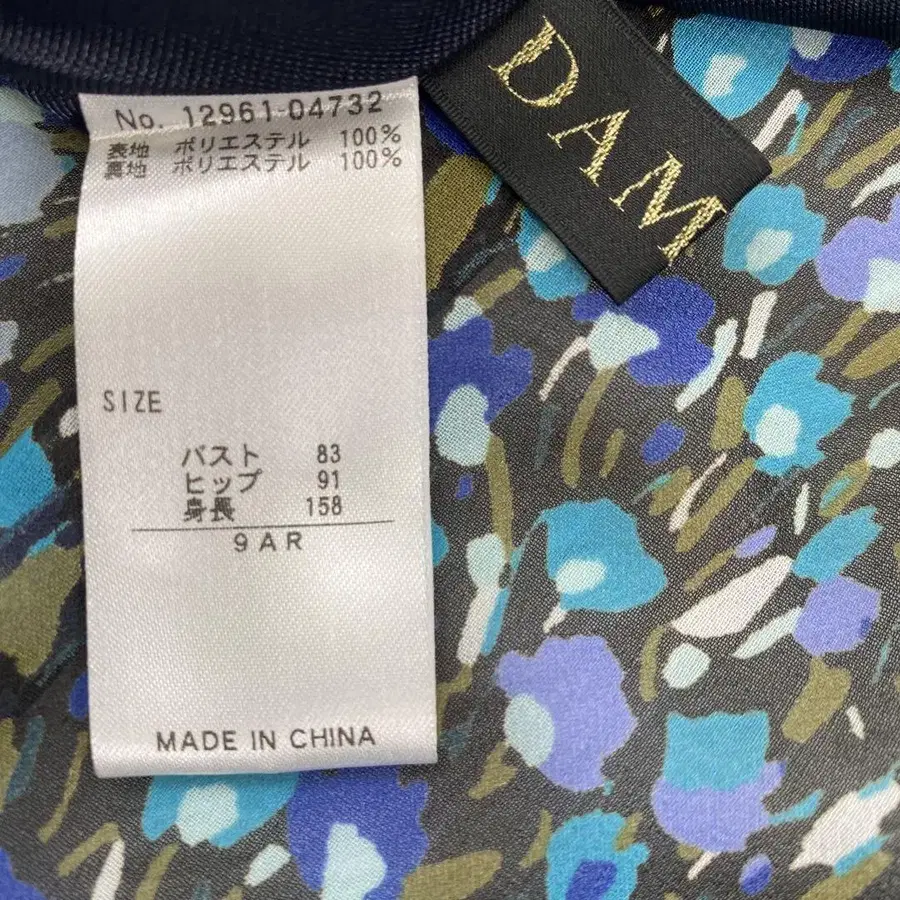 No. 12961-04732
表地 ポリエステル 100%
裏地 ポリエステル 100%
SIZE
バスト 83
ヒップ 91
身長 158
9AR
MADE IN CHINA
DAM